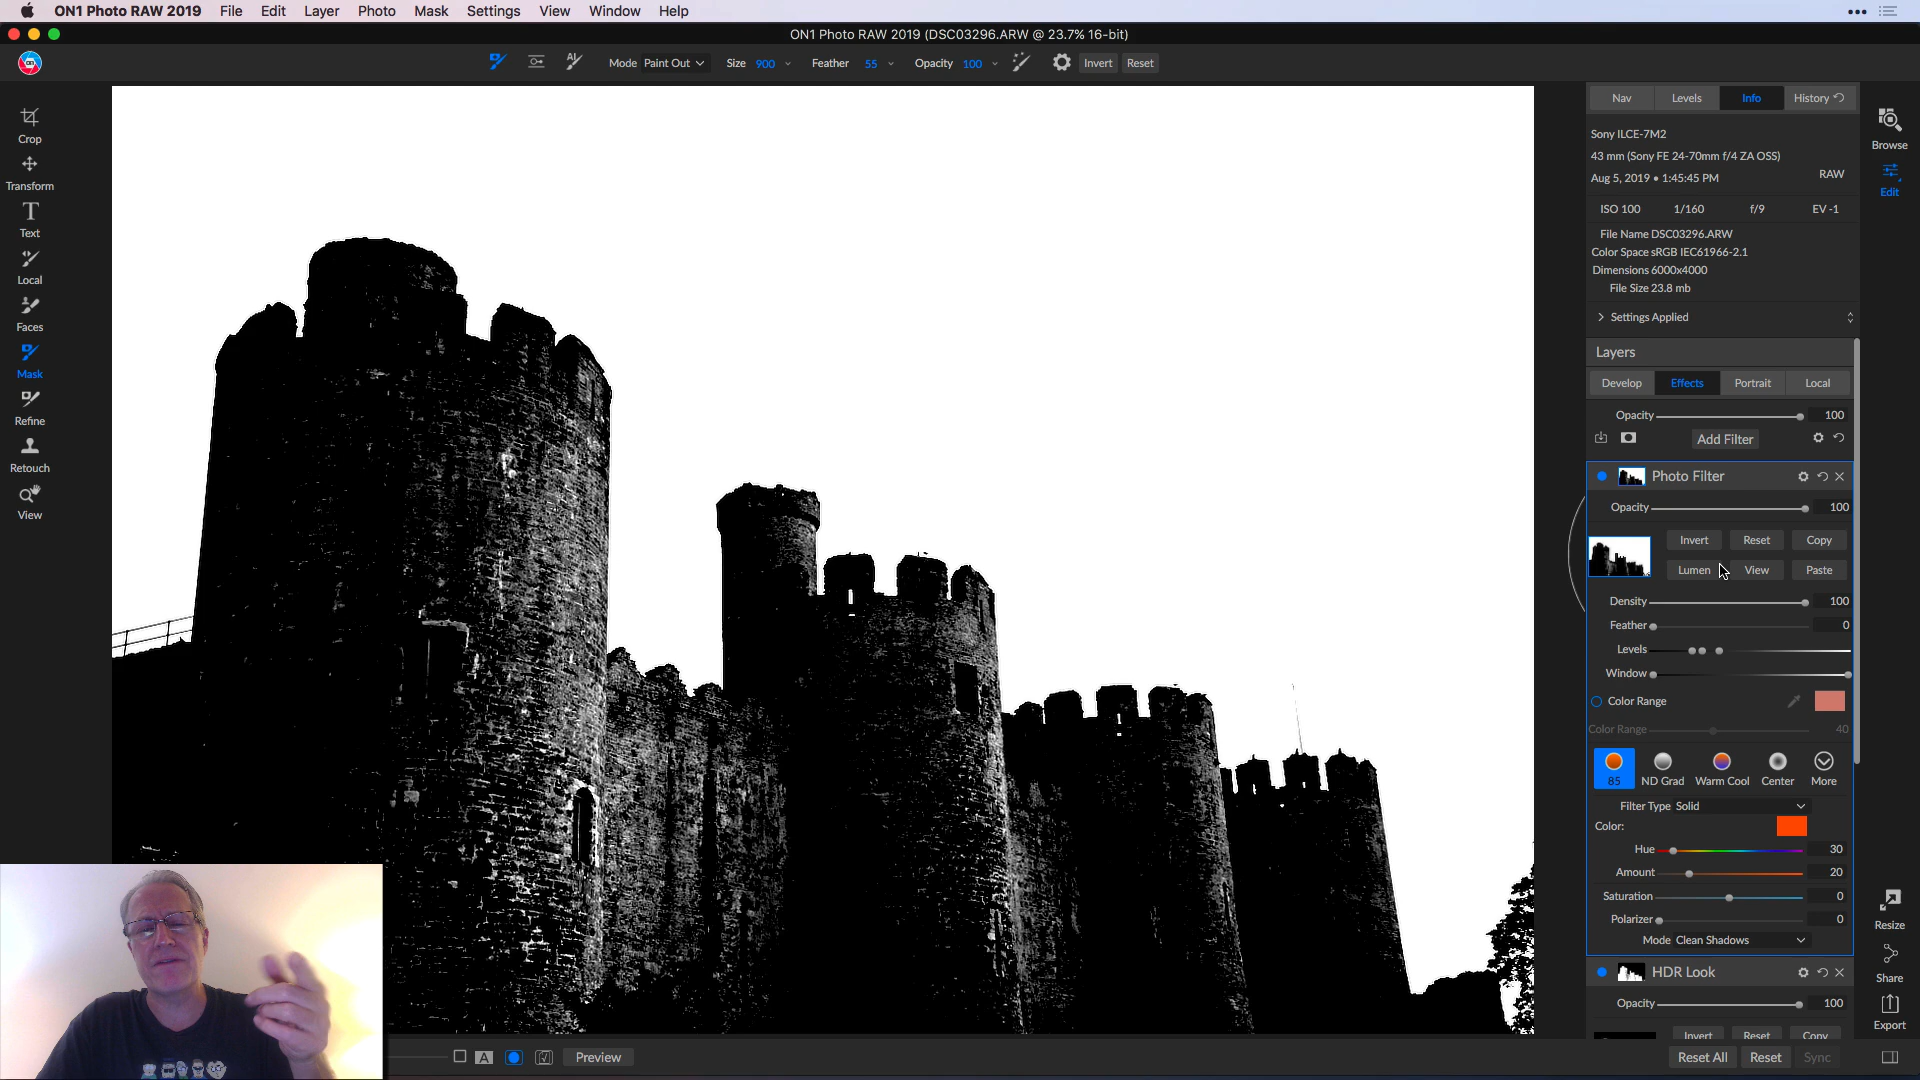 ON1 Photo RAW 2019 File Edit Layer Photo Mask Settings View Window Help
ON1 Photo RAW 2019 (DSC03296.ARW @ 23.7% 16-bit)
AI Mode Paint Out Size 900 Feather 55 Opacity 100 Invert Reset
Crop
Transform
Text
Local
Faces
Mask
Refine
Retouch
View
Nav Levels Info History
Sony ILCE-7M2
43 mm (Sony FE 24-70mm f/4 ZA OSS)
Aug 5, 2019 • 1:45:45 PM RAW
ISO 100 1/160 f/9 EV -1
File Name DSC03296.ARW
Color Space sRGB IEC61966-2.1
Dimensions 6000x4000
File Size 23.8 mb
Settings Applied
Layers
Develop Effects Portrait Local
Opacity 100
Add Filter
Photo Filter
Opacity 100
Invert Reset Copy
Lumen View Paste
Density 100
Feather 0
Levels
Window
Color Range
Color Range 40
85 ND Grad Warm Cool Center More
Filter Type Solid
Color:
Hue 30
Amount 20
Saturation 0
Polarizer 0
Mode Clean Shadows
HDR Look
Opacity 100
Invert Reset Copy
Reset All Reset Sync
Browse
Edit
Resize
Share
Export
A Preview